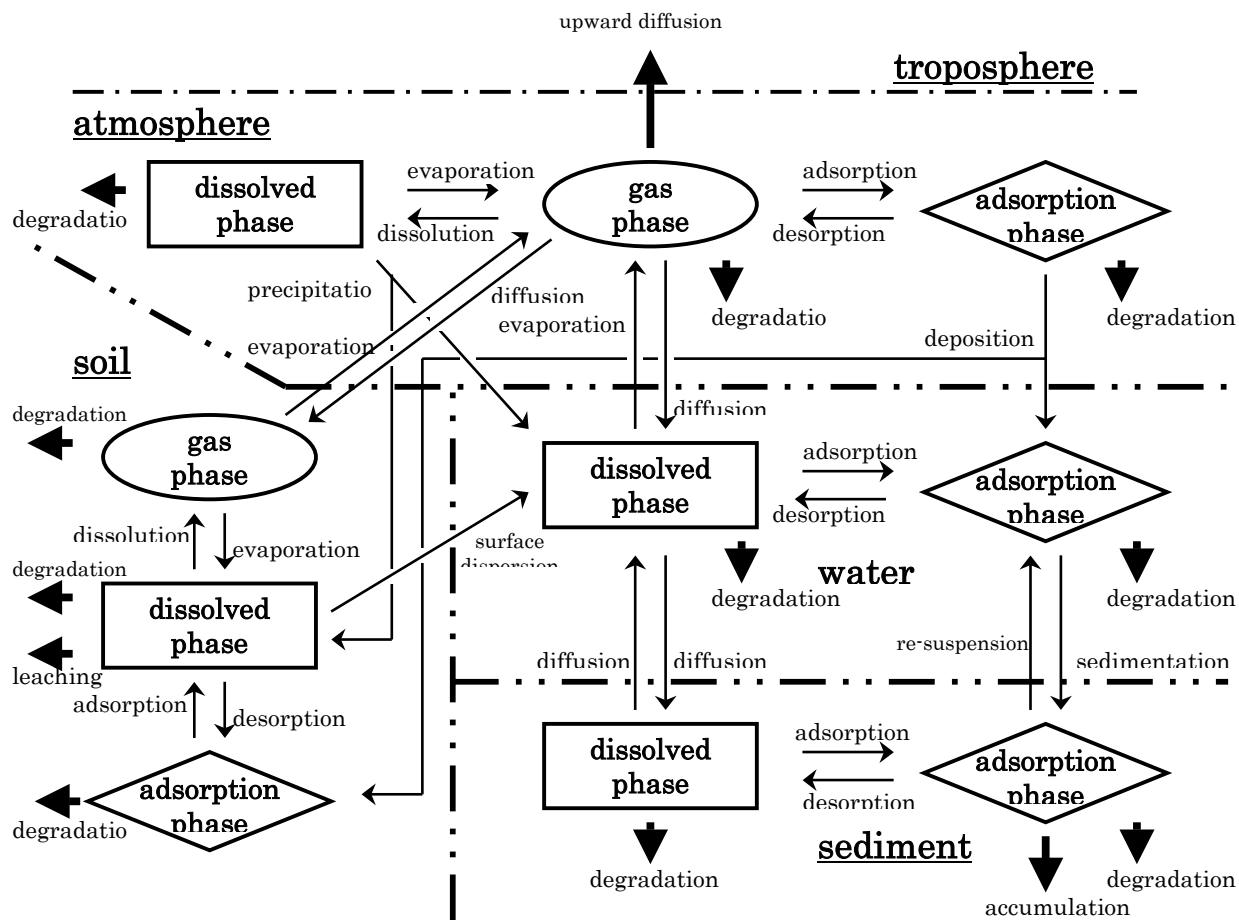 upward diffusion
troposphere
atmosphere
dissolved
phase
evaporation
dissolution
gas
phase
adsorption
desorption
adsorption
phase
degradatio
precipitatio
diffusion
evaporation
degradatio
degradation
evaporation
deposition
soil
degradation
gas
phase
diffusion
dissolved
phase
adsorption
desorption
adsorption
phase
dissolution
evaporation
surface
dispersion
degradation
water
degradation
degradation
dissolved
phase
leaching
adsorption
desorption
diffusion
diffusion
re-suspension
sedimentation
dissolved
phase
adsorption
desorption
adsorption
phase
adsorption
phase
degradatio
sediment
degradation
accumulation
degradation